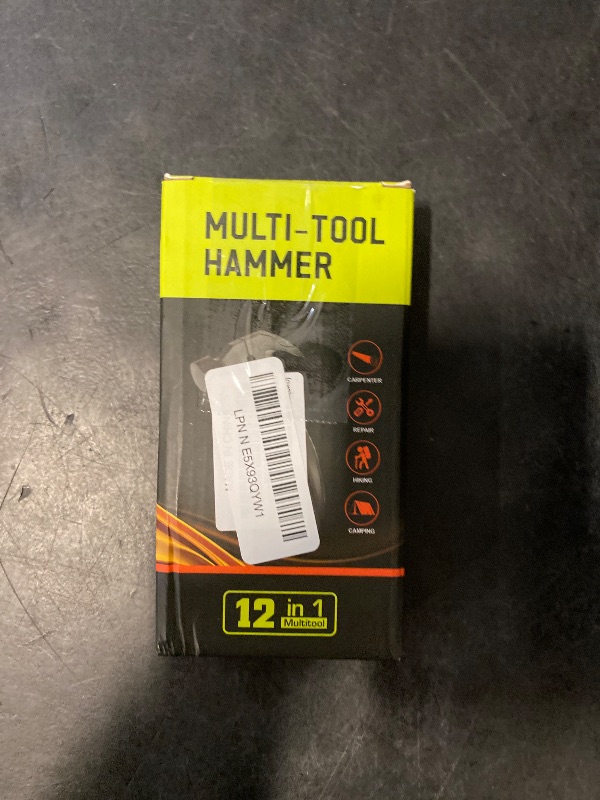 MULTI-TOOL
HAMMER
CARPENTER
REPAIR
HIKING
CAMPING
LPN N E5X93QYW1
12 in 1
Multitool